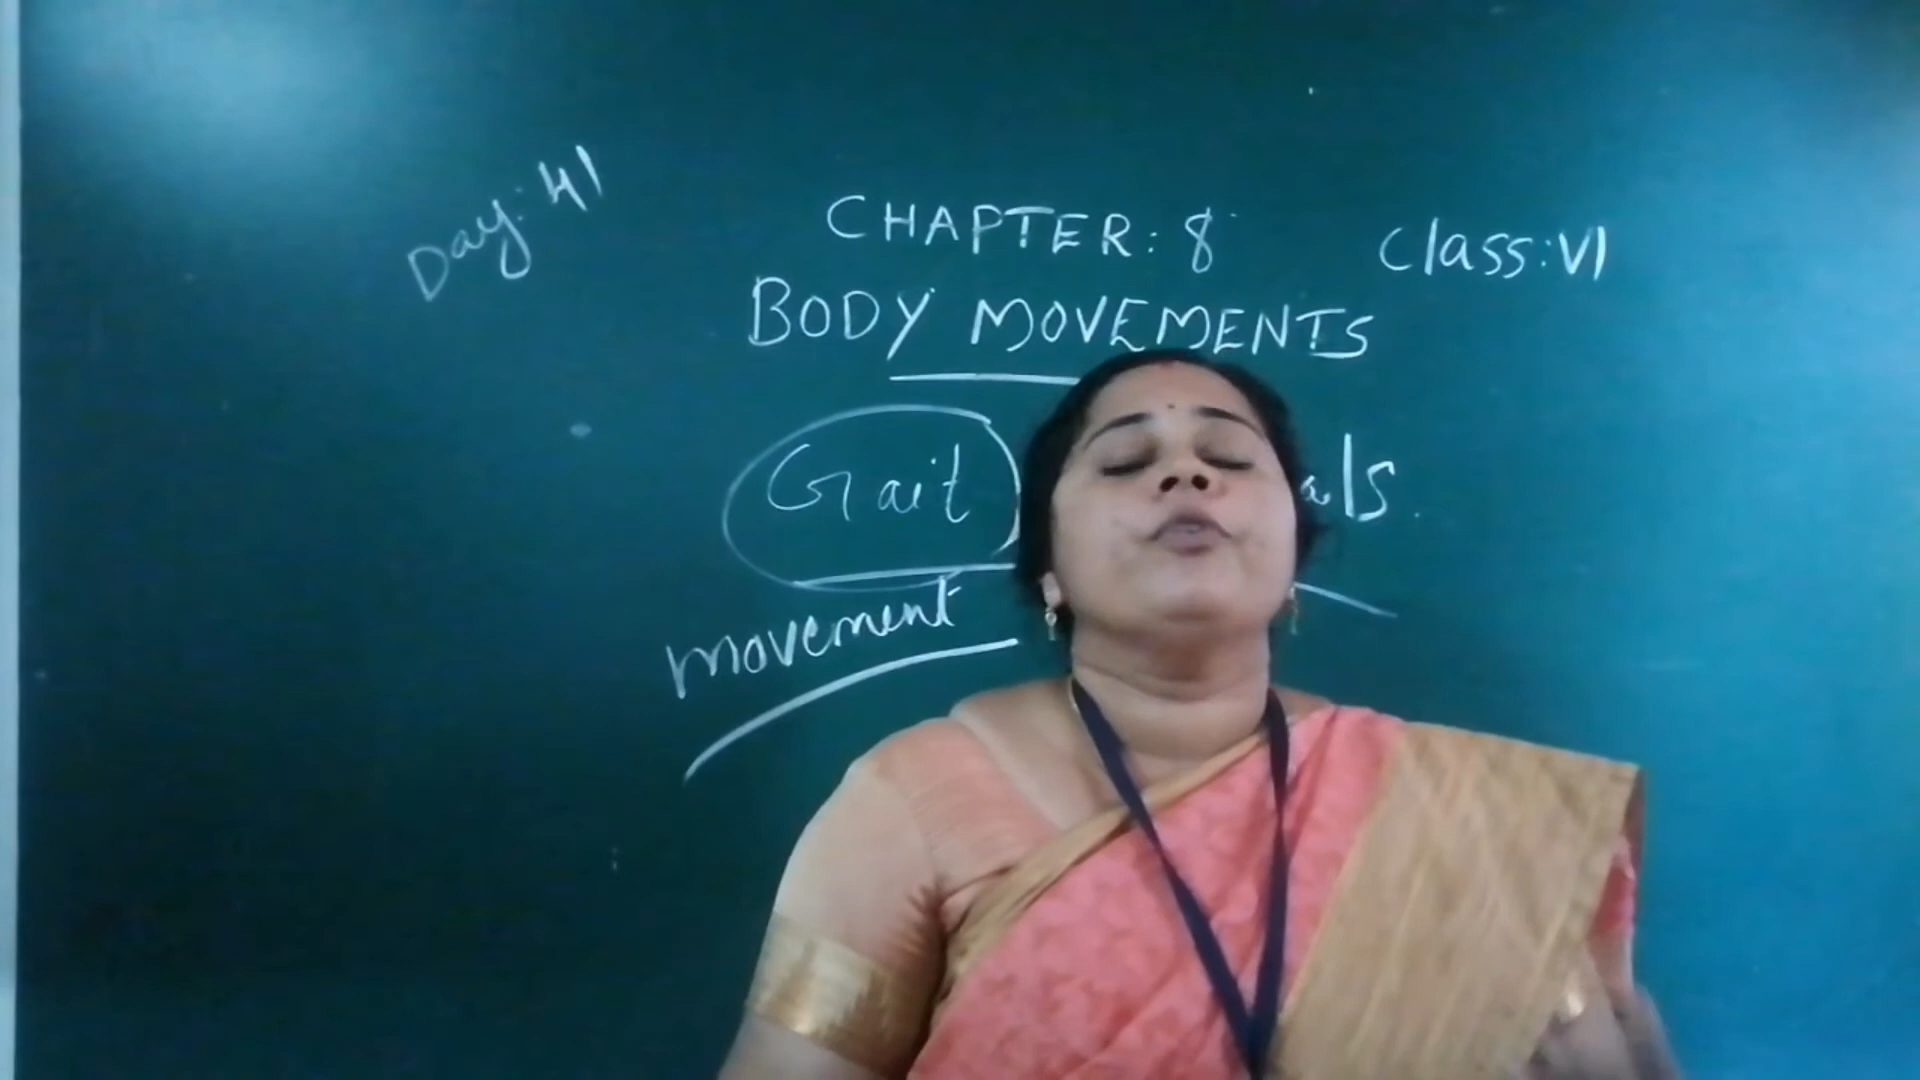 Day: 41
CHAPTER: 8
Class: VI
BODY MOVEMENTS
Gait
movement